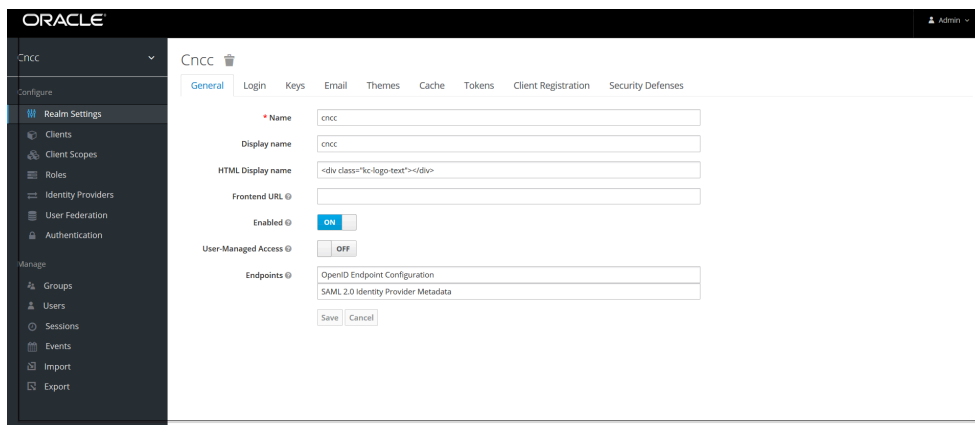 ORACLE
Admin
Cncc
Configure
Realm Settings
Clients
Client Scopes
Roles
Identity Providers
User Federation
Authentication
Manage
Groups
Users
Sessions
Events
Import
Export
Cncc
General Login Keys Email Themes Cache Tokens Client Registration Security Defenses
* Name cncc
Display name cncc
HTML Display name <div class="kc-logo-text"></div>
Frontend URL
Enabled ON
User-Managed Access OFF
Endpoints OpenID Endpoint Configuration
SAML 2.0 Identity Provider Metadata
Save Cancel